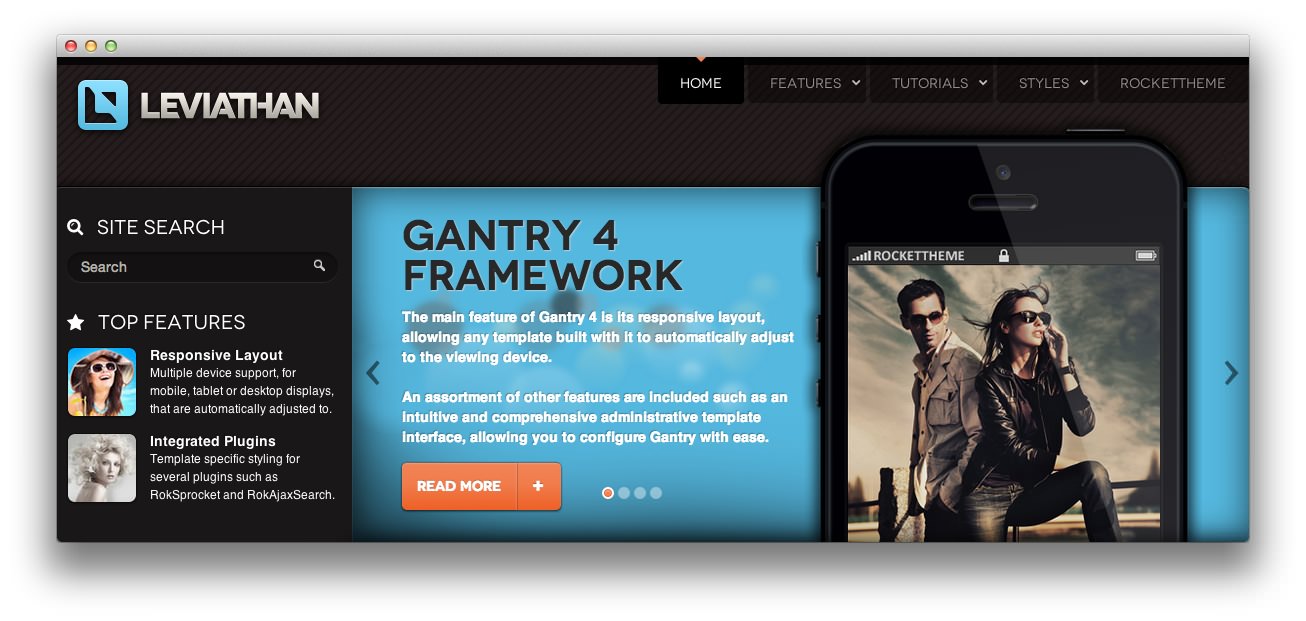 LEVIATHAN
HOME
FEATURES
TUTORIALS
STYLES
ROCKETTHEME
SITE SEARCH
Search
TOP FEATURES
Responsive Layout
Multiple device support, for
mobile, tablet or desktop displays,
that are automatically adjusted to.
Integrated Plugins
Template specific styling for
several plugins such as
RokSprocket and RokAjaxSearch.
GANTRY 4
FRAMEWORK
The main feature of Gantry 4 is its responsive layout,
allowing any template built with it to automatically adjust
to the viewing device.
An assortment of other features are included such as an
intuitive and comprehensive administrative template
interface, allowing you to configure Gantry with ease.
READ MORE +
ROCKETTHEME